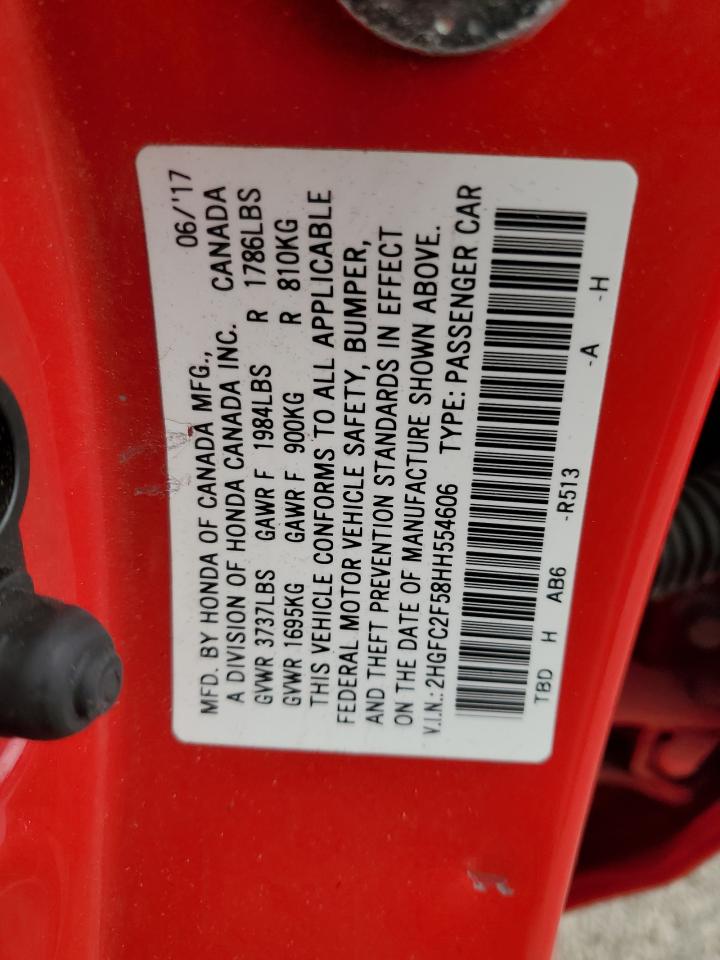 MFD. BY HONDA OF CANADA MFG., 06/'17
A DIVISION OF HONDA CANADA INC. CANADA
GVWR 3737LBS GAWR F 1984LBS R 1786LBS
GVWR 1695KG GAWR F 900KG R 810KG
THIS VEHICLE CONFORMS TO ALL APPLICABLE
FEDERAL MOTOR VEHICLE SAFETY, BUMPER,
AND THEFT PREVENTION STANDARDS IN EFFECT
ON THE DATE OF MANUFACTURE SHOWN ABOVE.
V.I.N.: 2HGFC2F58HH554606 TYPE: PASSENGER CAR
TBD H AB6 -R513 -A -H